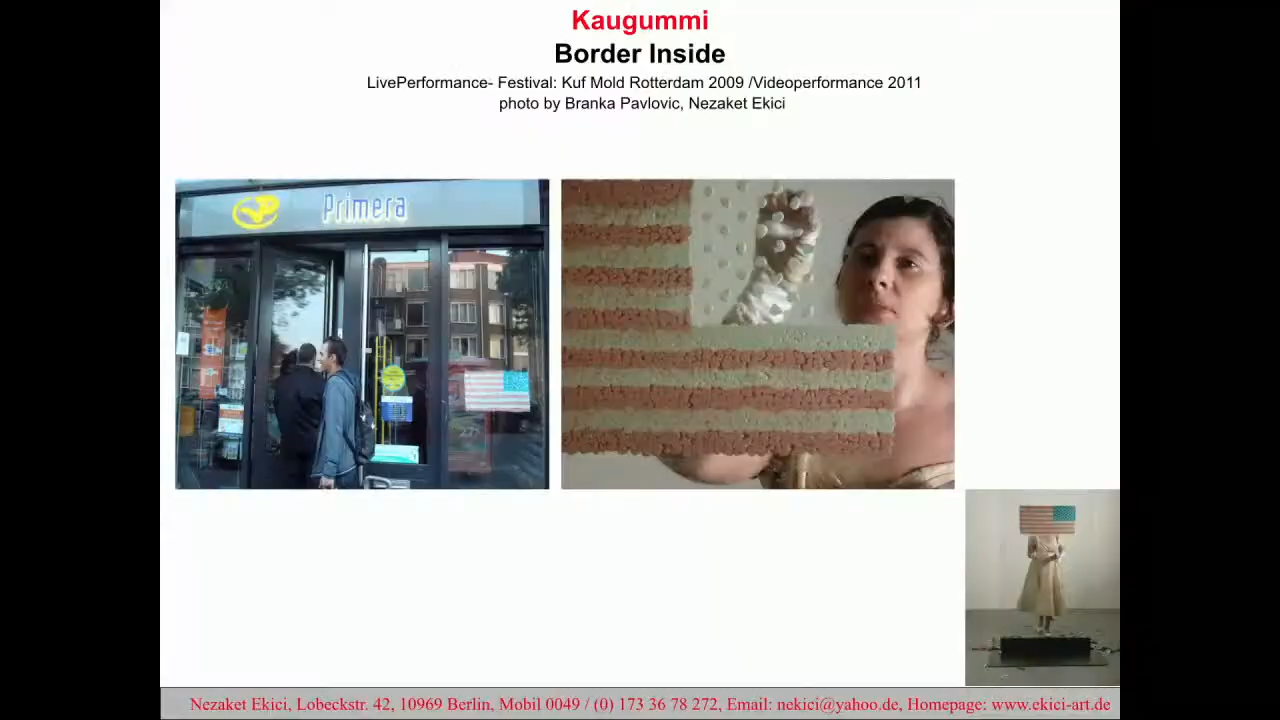 Kaugummi
Border Inside
LivePerformance- Festival: Kuf Mold Rotterdam 2009 /Videoperformance 2011
photo by Branka Pavlovic, Nezaket Ekici
Primera
Nezaket Ekici, Lobeckstr. 42, 10969 Berlin, Mobil 0049 / (0) 173 36 78 272, Email: nekici@yahoo.de, Homepage: www.ekici-art.de